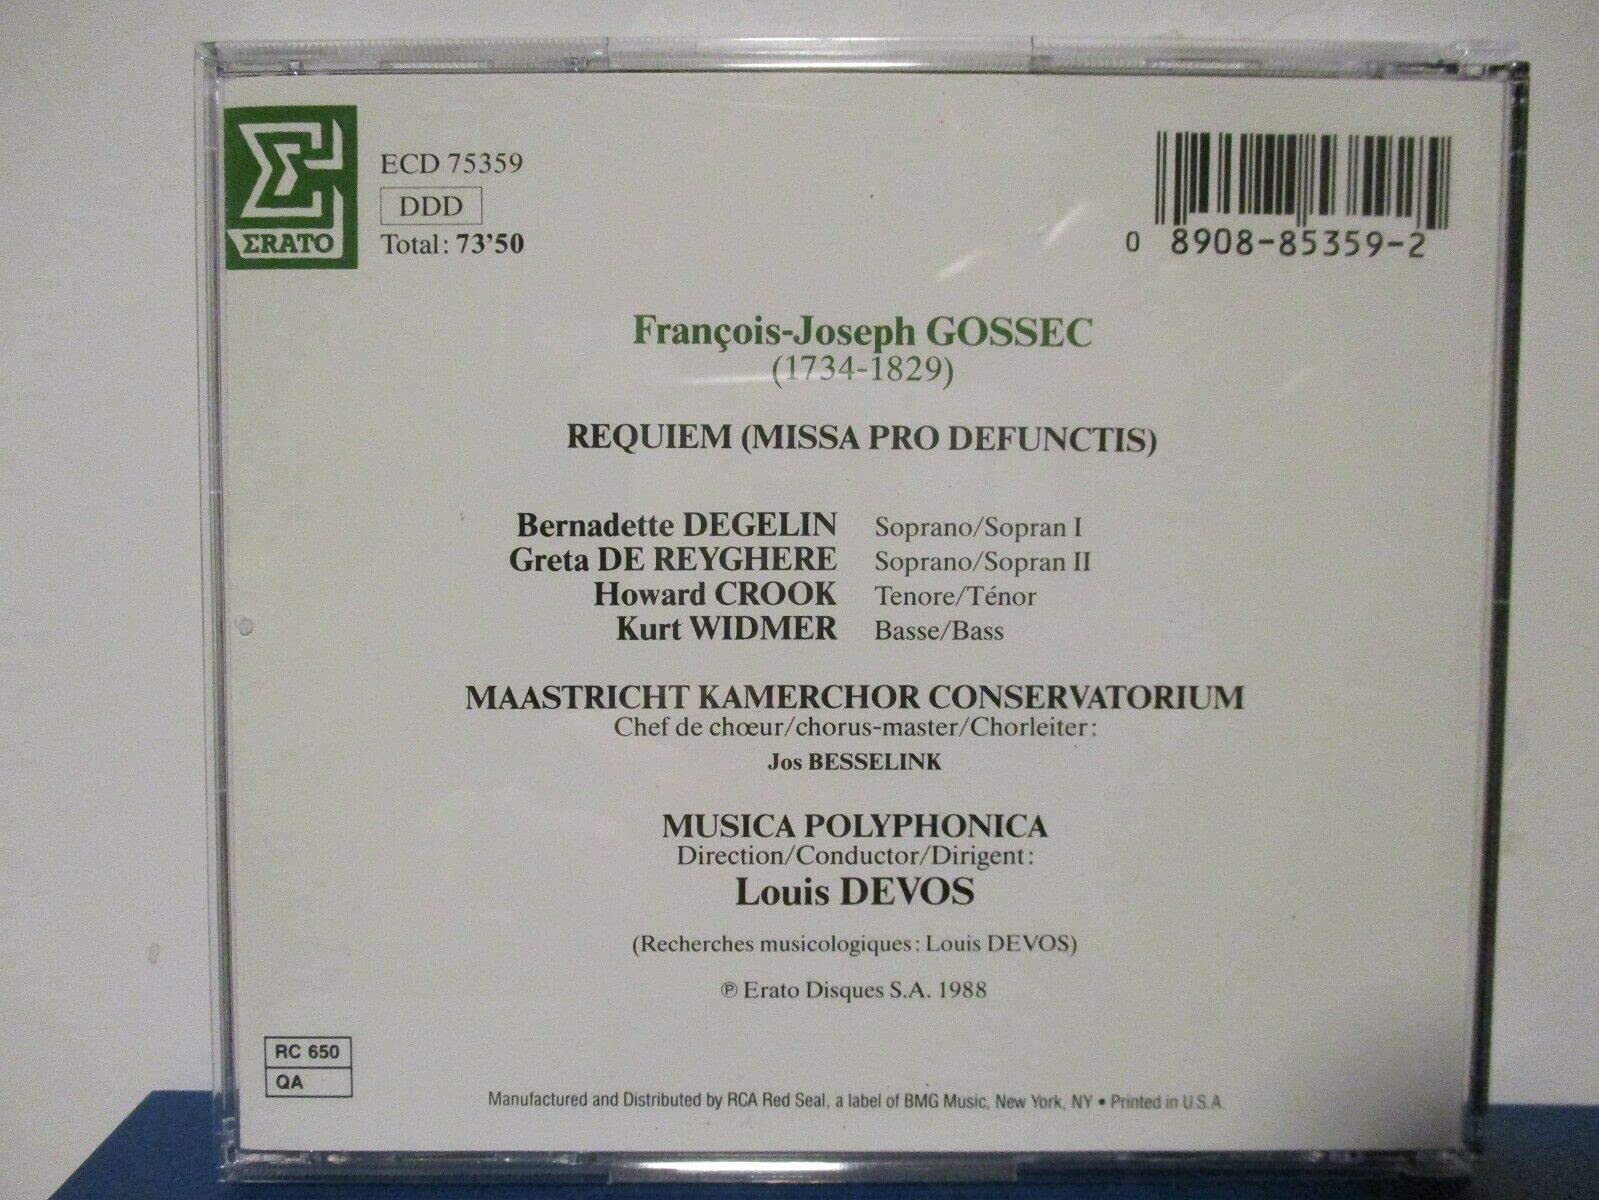 ΣRATO
ECD 75359
DDD
Total: 73'50
0 8908-85359-2
François-Joseph GOSSEC
(1734-1829)
REQUIEM (MISSA PRO DEFUNCTIS)
Bernadette DEGELIN Soprano/Sopran I
Greta DE REYGHERE Soprano/Sopran II
Howard CROOK Tenore/Ténor
Kurt WIDMER Basse/Bass
MAASTRICHT KAMERCHOR CONSERVATORIUM
Chef de chœur/chorus-master/Chorleiter:
Jos BESSELINK
MUSICA POLYPHONICA
Direction/Conductor/Dirigent:
Louis DEVOS
(Recherches musicologiques: Louis DEVOS)
℗ Erato Disques S.A. 1988
RC 650
QA
Manufactured and Distributed by RCA Red Seal, a label of BMG Music, New York, NY • Printed in U.S.A.